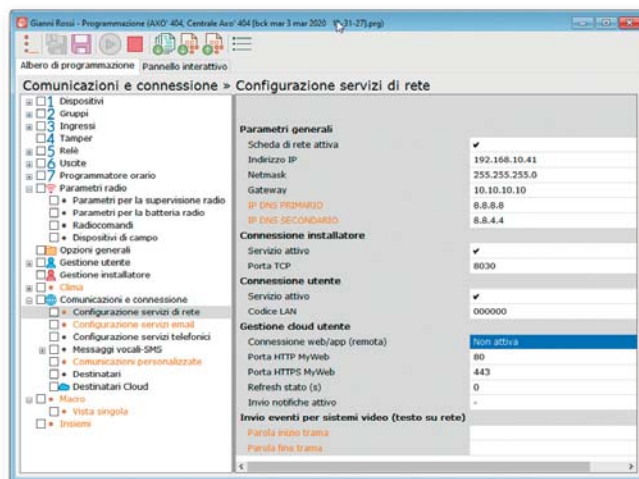 Gianni Rossi - Programmazione (AXO' 404, Centrale Axo' 404 [bck mar 3 mar 2020 -31-27].prg)
Albero di programmazione Pannello interattivo
Comunicazioni e connessione » Configurazione servizi di rete
1 Dispositivi
2 Gruppi
3 Ingressi
4 Tamper
5 Relè
6 Uscite
7 Programmatore orario
Parametri radio
Parametri per la supervisione radio
Parametri per la batteria radio
Radiocomandi
Dispositivi di campo
Opzioni generali
Gestione utente
Gestione installatore
Clima
Comunicazioni e connessione
Configurazione servizi di rete
Configurazione servizi email
Configurazione servizi telefonici
Messaggi vocali-SMS
Comunicazioni personalizzate
Destinatari
Destinatari Cloud
Macro
Vista singola
Insiemi
Parametri generali
Scheda di rete attiva ✔
Indirizzo IP 192.168.10.41
Netmask 255.255.255.0
Gateway 10.10.10.10
IP DNS PRIMARIO 8.8.8.8
IP DNS SECONDARIO 8.8.4.4
Connessione installatore
Servizio attivo ✔
Porta TCP 8030
Connessione utente
Servizio attivo ✔
Codice LAN 000000
Gestione cloud utente
Connessione web/app (remota) Non attiva
Porta HTTP MyWeb 80
Porta HTTPS MyWeb 443
Refresh stato (s) 0
Invio notifiche attivo -
Invio eventi per sistemi video (testo su rete)
Parola inizio trama
Parola fine trama